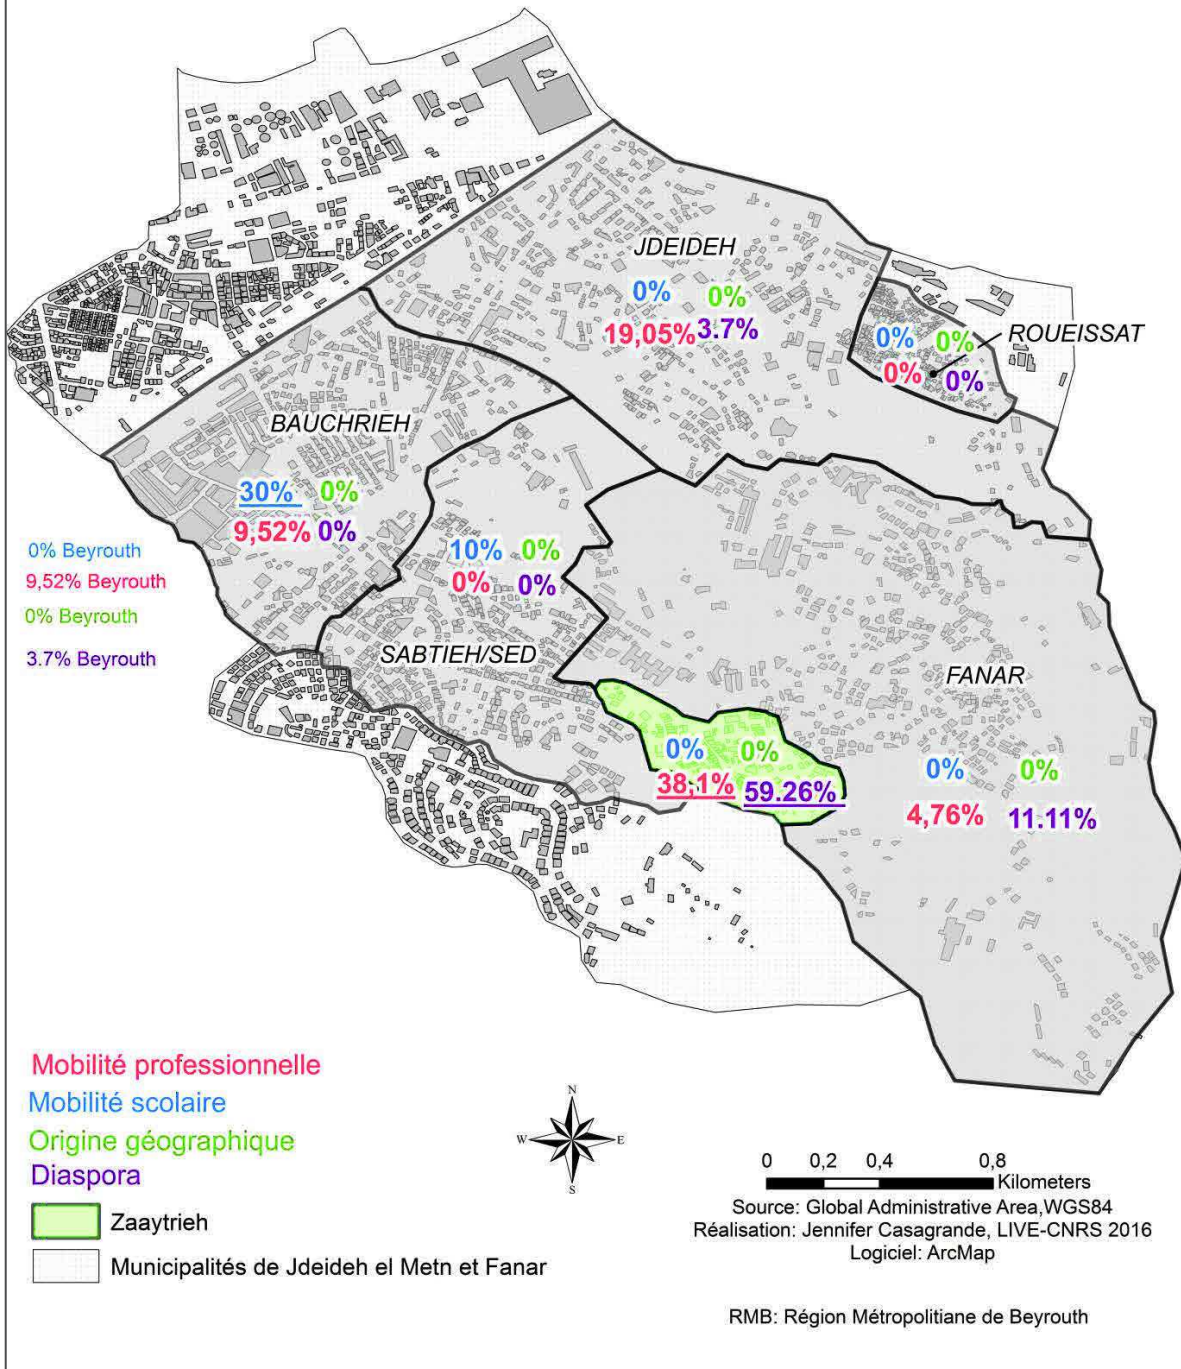 JDEIDEH
0% 0%
19,05% 3.7%
0% 0%
0% 0%
ROUEISSAT
BAUCHRIEH
30% 0%
9,52% 0%
10% 0%
0% 0%
SABTIEH/SED
0% Beyrouth
9,52% Beyrouth
0% Beyrouth
3.7% Beyrouth
FANAR
0% 0%
38,1% 59.26%
0% 0%
4,76% 11.11%
Mobilité professionnelle
Mobilité scolaire
Origine géographique
Diaspora
Zaaytrieh
Municipalités de Jdeideh el Metn et Fanar
N
W E
S
0 0,2 0,4 0,8
Kilometers
Source: Global Administrative Area,WGS84
Réalisation: Jennifer Casagrande, LIVE-CNRS 2016
Logiciel: ArcMap
RMB: Région Métropolitiane de Beyrouth